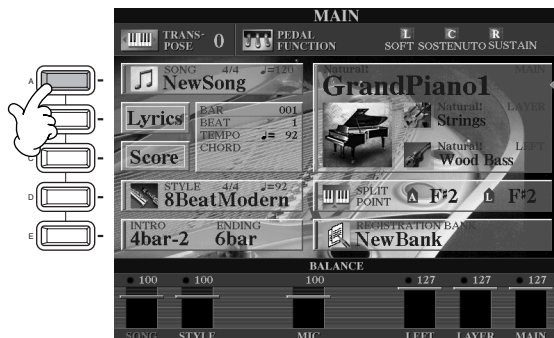 MAIN
TRANS-
POSE 0
PEDAL
FUNCTION
L C R
SOFT SOSTENUTO SUSTAIN
A
D
E
SONG 4/4 ♩=120
NewSong
Lyrics
Score
BAR 001
BEAT 1
TEMPO ♩= 92
CHORD
STYLE 4/4 ♩=92
8BeatModern
INTRO ENDING
4bar-2 6bar
Natural! MAIN
GrandPiano1
Natural! LAYER
Strings
Natural! LEFT
Wood Bass
SPLIT
POINT A F♯2 L F♯2
REGISTRATION BANK
NewBank
BALANCE
100 100 100 127 127 127
SONG STYLE MIC LEFT LAYER MAIN